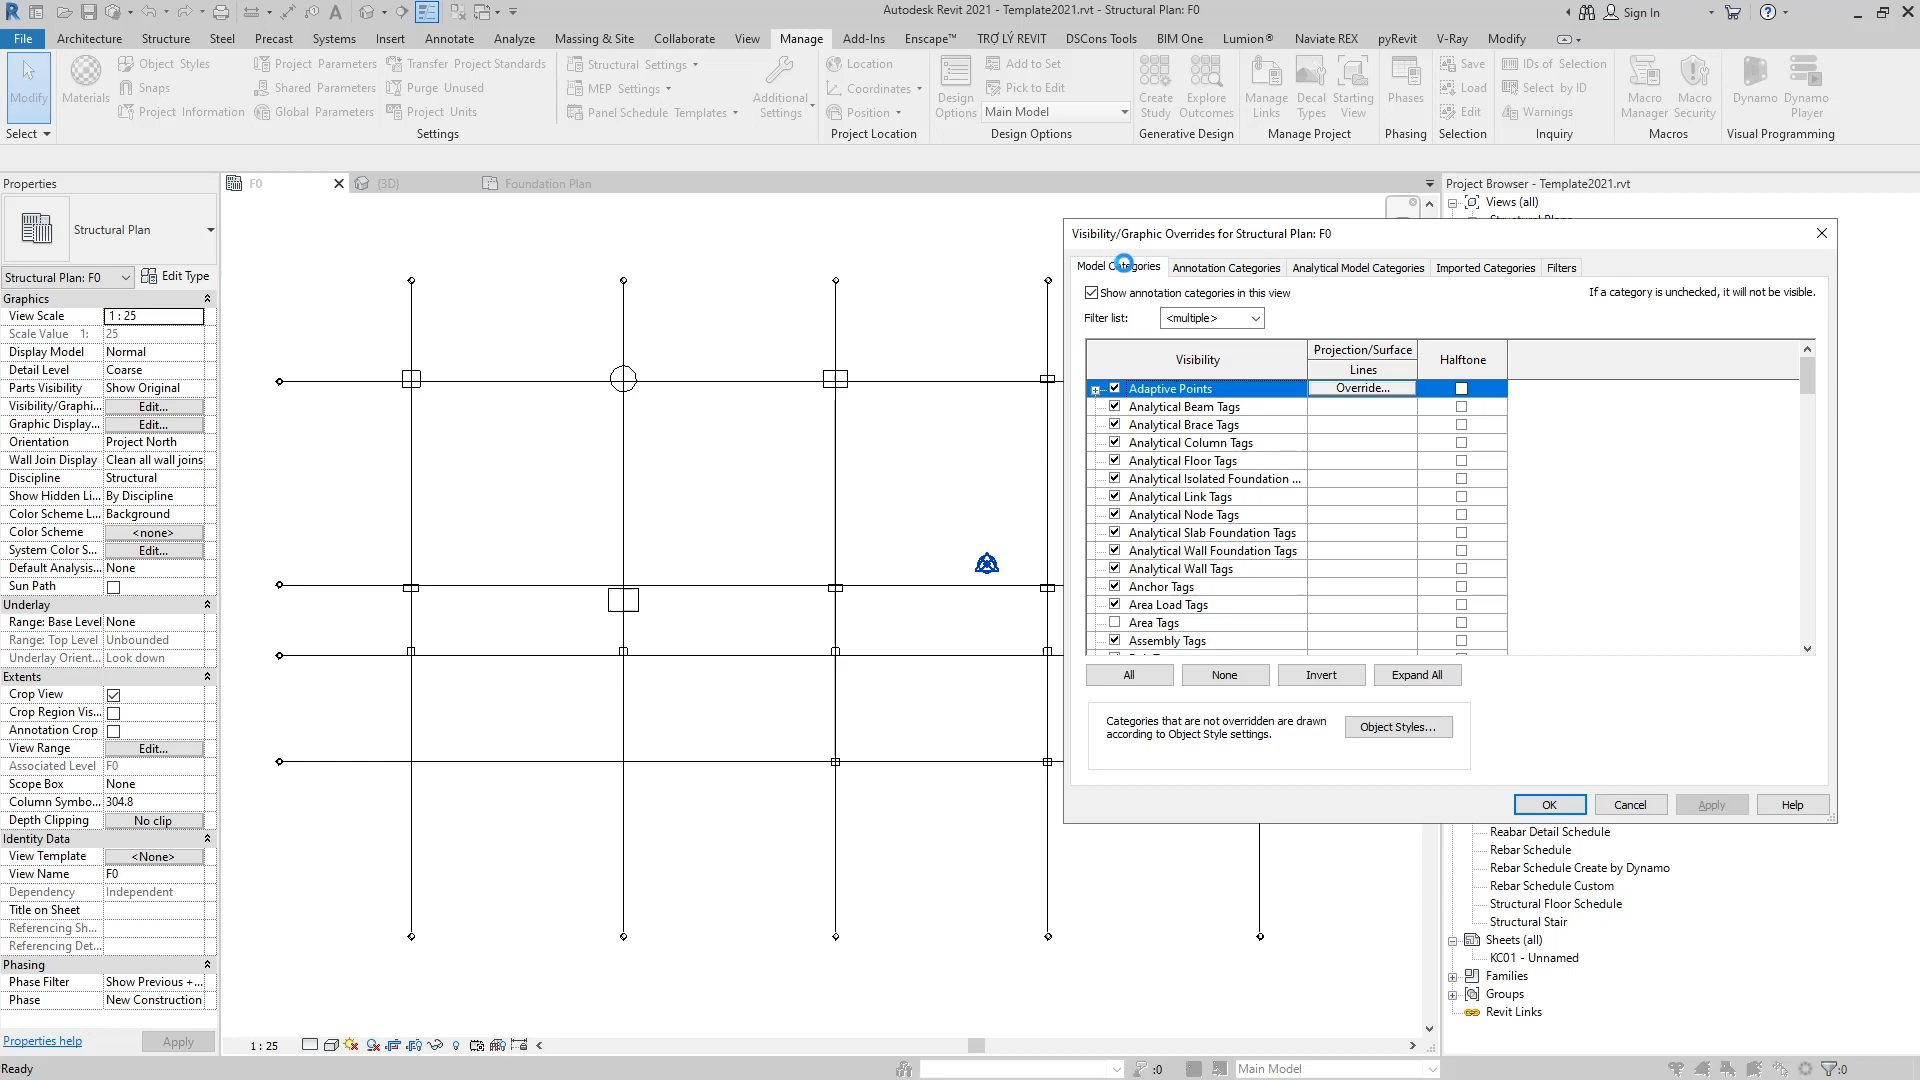 Autodesk Revit 2021 - Template2021.rvt - Structural Plan: F0
Sign In
File Architecture Structure Steel Precast Systems Insert Annotate Analyze Massing & Site Collaborate View Manage Add-Ins Enscape™ TRỢ LÝ REVIT DSCons Tools BIM One Lumion® Naviate REX pyRevit V-Ray Modify
Modify
Select
Materials
Object Styles
Snaps
Project Information
Project Parameters
Shared Parameters
Global Parameters
Transfer Project Standards
Purge Unused
Project Units
Settings
Structural Settings
MEP Settings
Panel Schedule Templates
Additional Settings
Location
Coordinates
Position
Project Location
Design Options
Add to Set
Pick to Edit
Main Model
Design Options
Create Study
Explore Outcomes
Generative Design
Manage Links
Decal Types
Starting View
Manage Project
Phases
Phasing
Save
Load
Edit
Selection
IDs of Selection
Select by ID
Warnings
Inquiry
Macro Manager
Macro Security
Macros
Dynamo
Dynamo Player
Visual Programming
Properties
Structural Plan
Structural Plan: F0
Edit Type
Graphics
View Scale 1 : 25
Scale Value 1: 25
Display Model Normal
Detail Level Coarse
Parts Visibility Show Original
Visibility/Graphi... Edit...
Graphic Display... Edit...
Orientation Project North
Wall Join Display Clean all wall joins
Discipline Structural
Show Hidden Li... By Discipline
Color Scheme L... Background
Color Scheme <none>
System Color S... Edit...
Default Analysis... None
Sun Path
Underlay
Range: Base Level None
Range: Top Level Unbounded
Underlay Orient... Look down
Extents
Crop View
Crop Region Vis...
Annotation Crop
View Range Edit...
Associated Level F0
Scope Box None
Column Symbo... 304.8
Depth Clipping No clip
Identity Data
View Template <None>
View Name F0
Dependency Independent
Title on Sheet
Referencing Sh...
Referencing Det...
Phasing
Phase Filter Show Previous +...
Phase New Construction
Properties help
Apply
F0
{3D}
Foundation Plan
1 : 25
Visibility/Graphic Overrides for Structural Plan: F0
Model Categories Annotation Categories Analytical Model Categories Imported Categories Filters
Show annotation categories in this view
If a category is unchecked, it will not be visible.
Filter list: <multiple>
Visibility
Projection/Surface
Lines
Halftone
Adaptive Points Override...
Analytical Beam Tags
Analytical Brace Tags
Analytical Column Tags
Analytical Floor Tags
Analytical Isolated Foundation ...
Analytical Link Tags
Analytical Node Tags
Analytical Slab Foundation Tags
Analytical Wall Foundation Tags
Analytical Wall Tags
Anchor Tags
Area Load Tags
Area Tags
Assembly Tags
All None Invert Expand All
Categories that are not overridden are drawn
according to Object Style settings.
Object Styles...
OK Cancel Apply Help
Project Browser - Template2021.rvt
Views (all)
Reabar Detail Schedule
Rebar Schedule
Rebar Schedule Create by Dynamo
Rebar Schedule Custom
Structural Floor Schedule
Structural Stair
Sheets (all)
KC01 - Unnamed
Families
Groups
Revit Links
Ready
:0
Main Model
:0